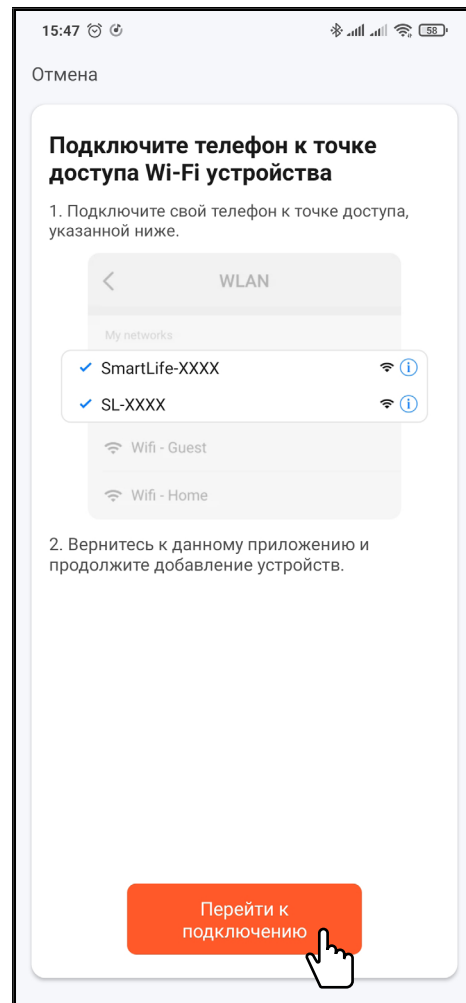 15:47
58
Отмена
Подключите телефон к точке
доступа Wi-Fi устройства
1. Подключите свой телефон к точке доступа,
указанной ниже.
WLAN
My networks
SmartLife-XXXX
SL-XXXX
Wifi - Guest
Wifi - Home
2. Вернитесь к данному приложению и
продолжите добавление устройств.
Перейти к
подключению